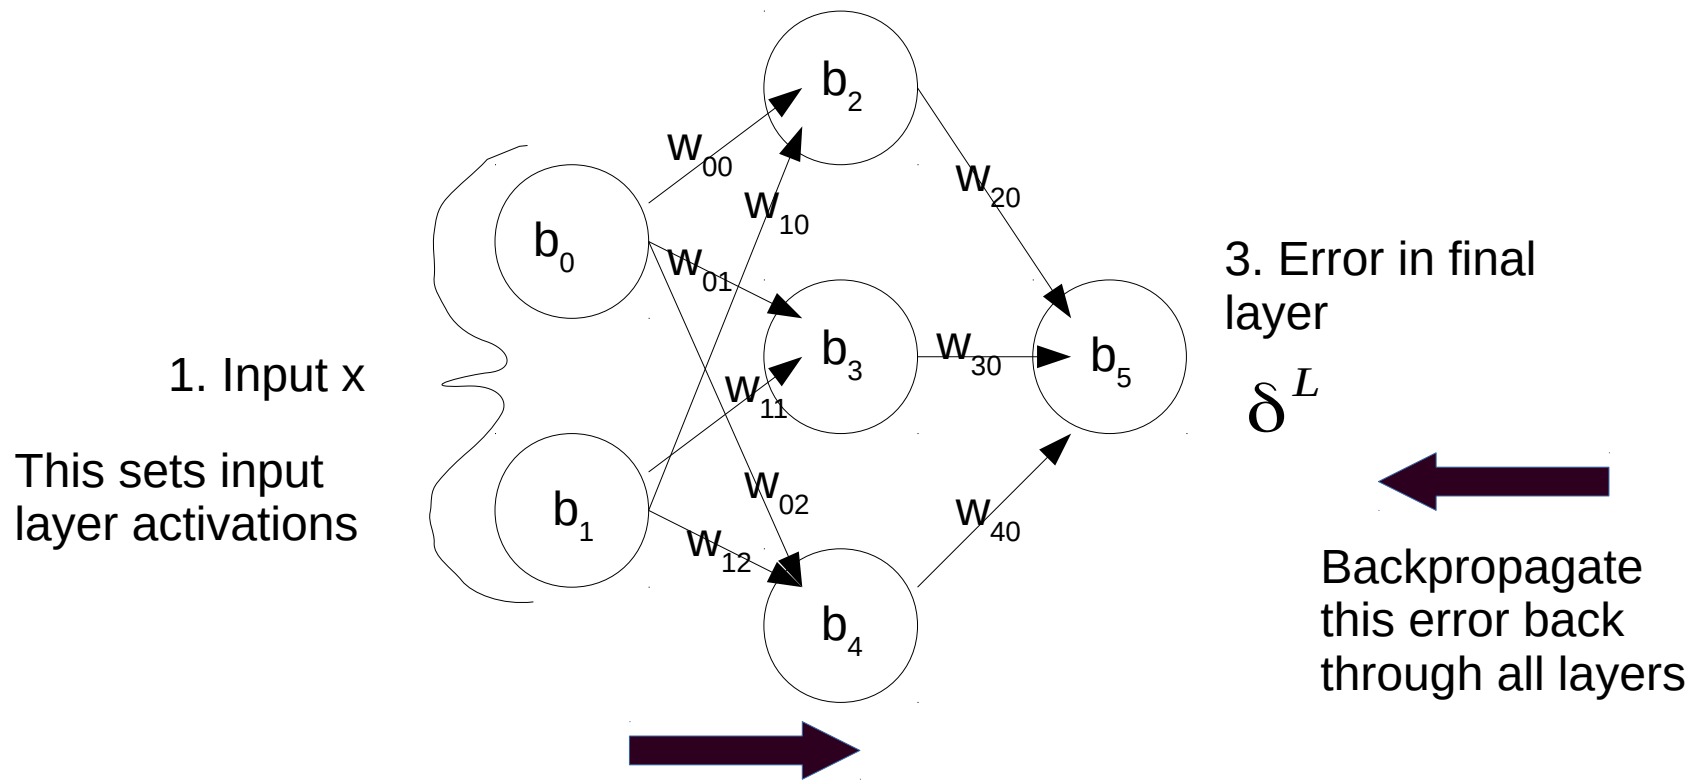 b2
w00
w20
w10
b0
w01
3. Error in final
layer
1. Input x
b3
w30
b5
w11
δL
This sets input
layer activations
b1
w02
w40
w12
Backpropagate
this error back
through all layers
b4